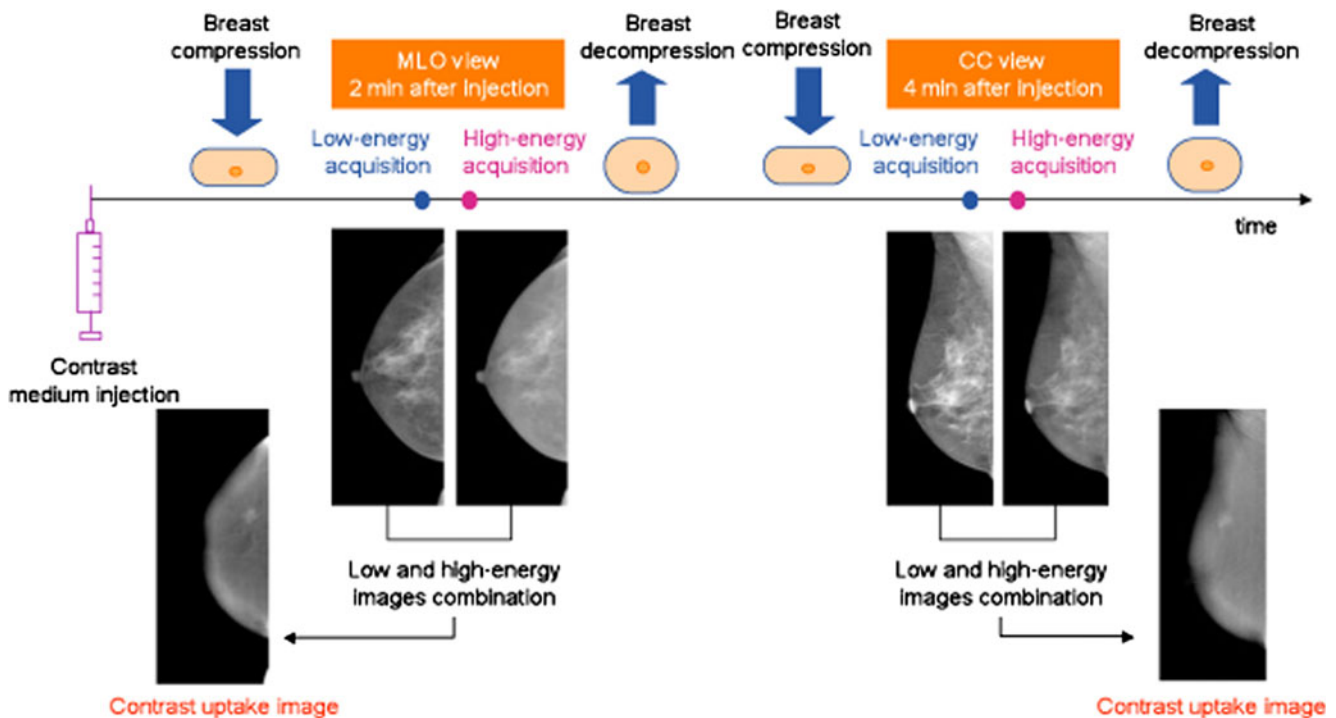 Breast
compression
MLO view
2 min after injection
Breast
decompression
Breast
compression
CC view
4 min after injection
Breast
decompression
Low-energy
acquisition
High-energy
acquisition
Low-energy
acquisition
High-energy
acquisition
time
Contrast
medium injection
Low and high-energy
images combination
Low and high-energy
images combination
Contrast uptake image
Contrast uptake image